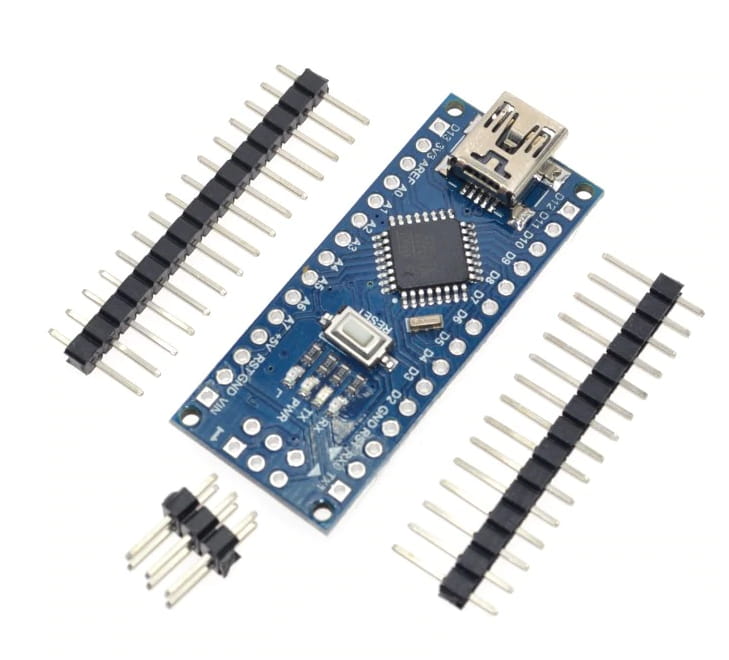 D13 3V3 AREF A0 A1 A2 A3 A4 A5 A6 A7 +5V RST GND VIN
D12 D11 D10 D9 D8 D7 D6 D5 D4 D3 D2 GND RST RX0 TX1
RESET
L
PWR
TX
RX
1